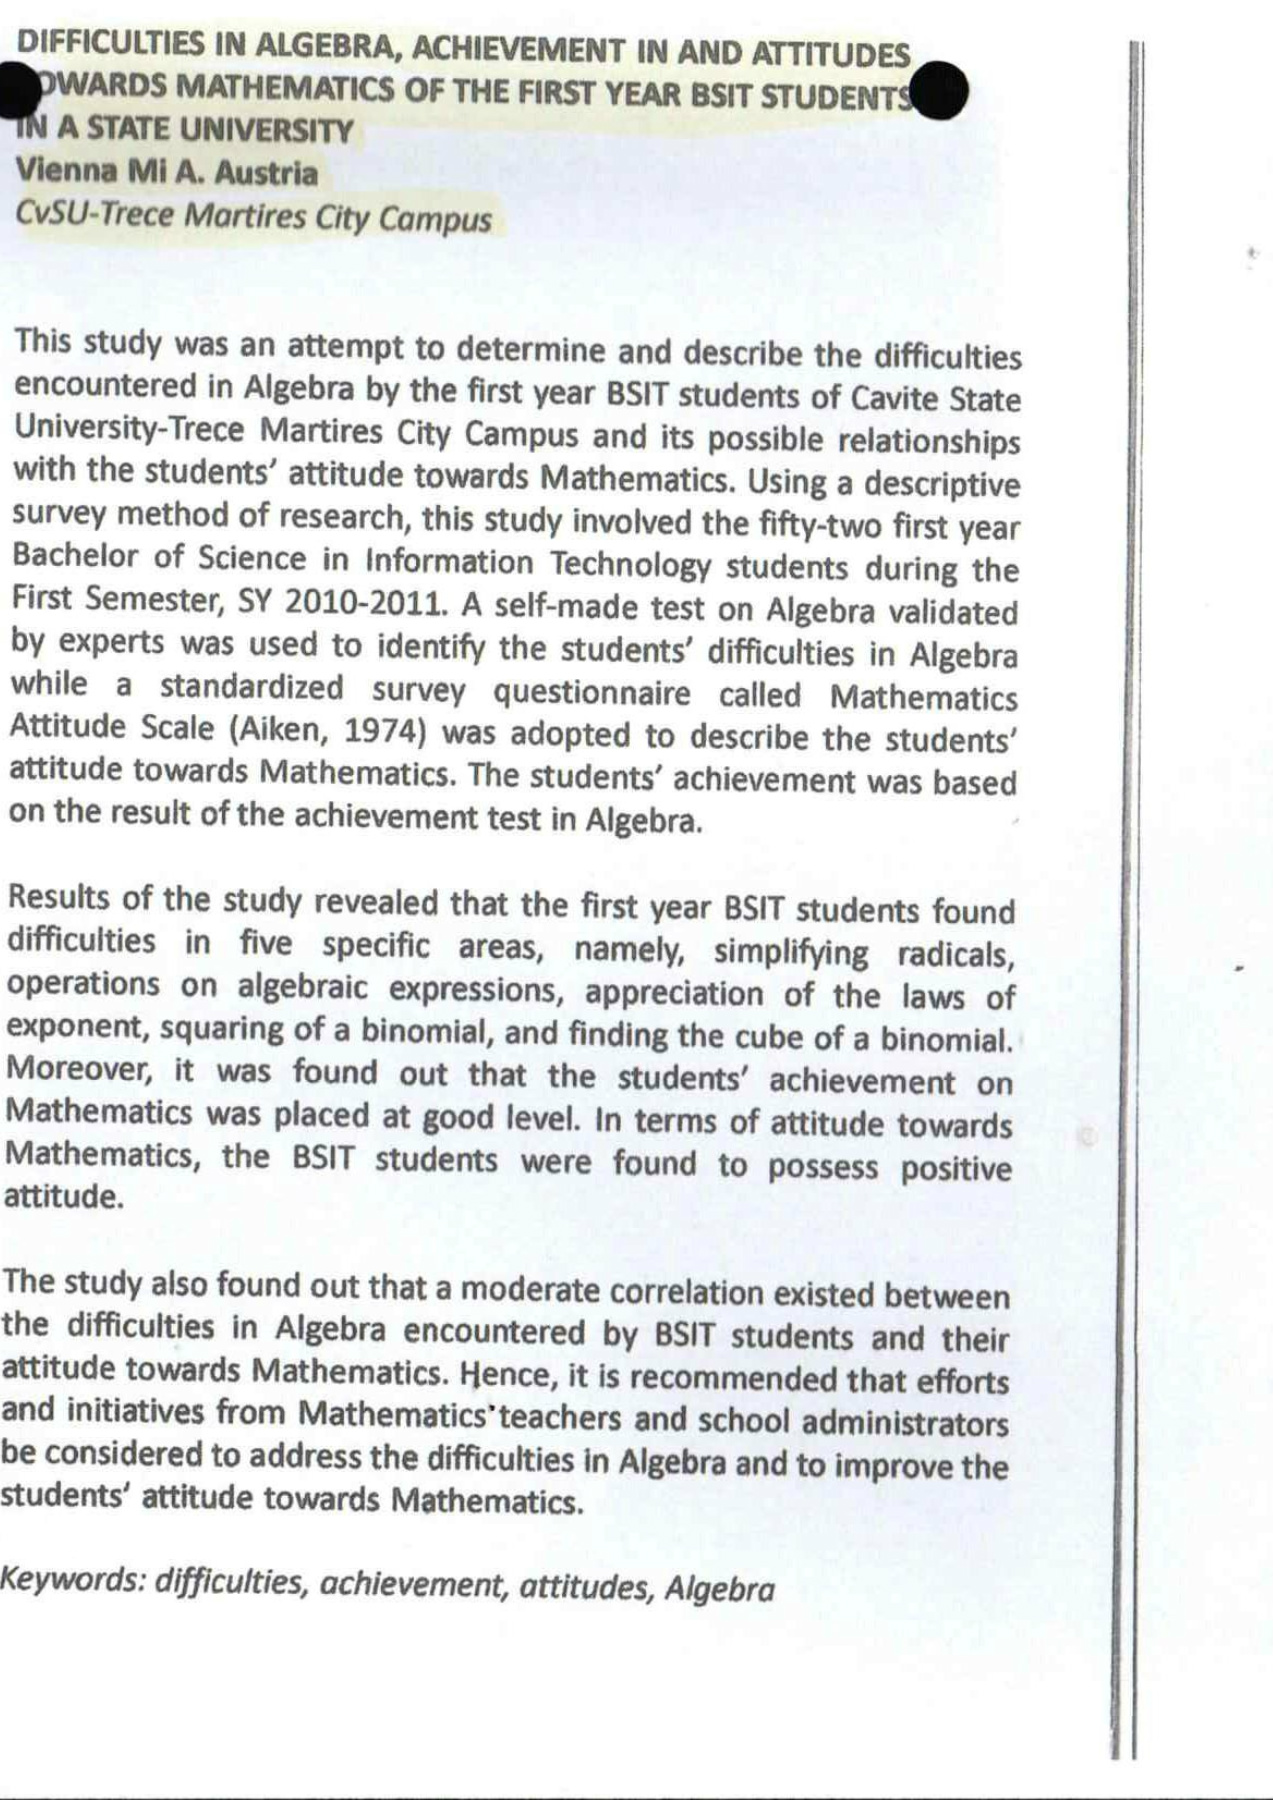 DIFFICULTIES IN ALGEBRA, ACHIEVEMENT IN AND ATTITUDES
OWARDS MATHEMATICS OF THE FIRST YEAR BSIT STUDENTS
IN A STATE UNIVERSITY
Vienna Mi A. Austria
CvSU-Trece Martires City Campus
This study was an attempt to determine and describe the difficulties
encountered in Algebra by the first year BSIT students of Cavite State
University-Trece Martires City Campus and its possible relationships
with the students' attitude towards Mathematics. Using a descriptive
survey method of research, this study involved the fifty-two first year
Bachelor of Science in Information Technology students during the
First Semester, SY 2010-2011. A self-made test on Algebra validated
by experts was used to identify the students' difficulties in Algebra
while a standardized survey questionnaire called Mathematics
Attitude Scale (Aiken, 1974) was adopted to describe the students'
attitude towards Mathematics. The students' achievement was based
on the result of the achievement test in Algebra.
Results of the study revealed that the first year BSIT students found
difficulties in five specific areas, namely, simplifying radicals,
operations on algebraic expressions, appreciation of the laws of
exponent, squaring of a binomial, and finding the cube of a binomial.
Moreover, it was found out that the students' achievement on
Mathematics was placed at good level. In terms of attitude towards
Mathematics, the BSIT students were found to possess positive
attitude.
The study also found out that a moderate correlation existed between
the difficulties in Algebra encountered by BSIT students and their
attitude towards Mathematics. Hence, it is recommended that efforts
and initiatives from Mathematics teachers and school administrators
be considered to address the difficulties in Algebra and to improve the
students' attitude towards Mathematics.
Keywords: difficulties, achievement, attitudes, Algebra